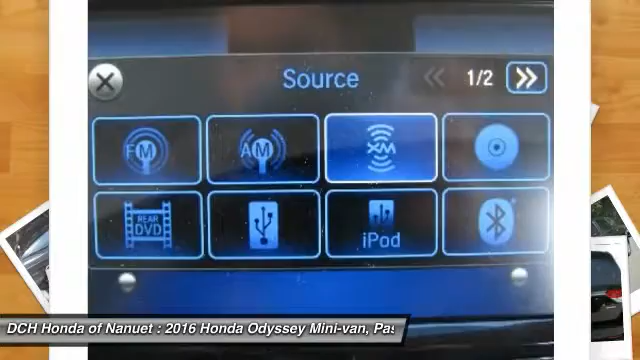 Source
1/2
FM
AM
XM
REAR
DVD
iPod
DCH Honda of Nanuet : 2016 Honda Odyssey Mini-van, Pas